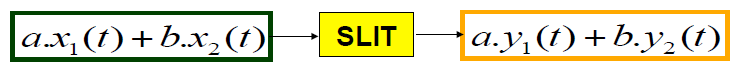 a.x₁(t) + b.x₂(t) SLIT a.y₁(t) + b.y₂(t)